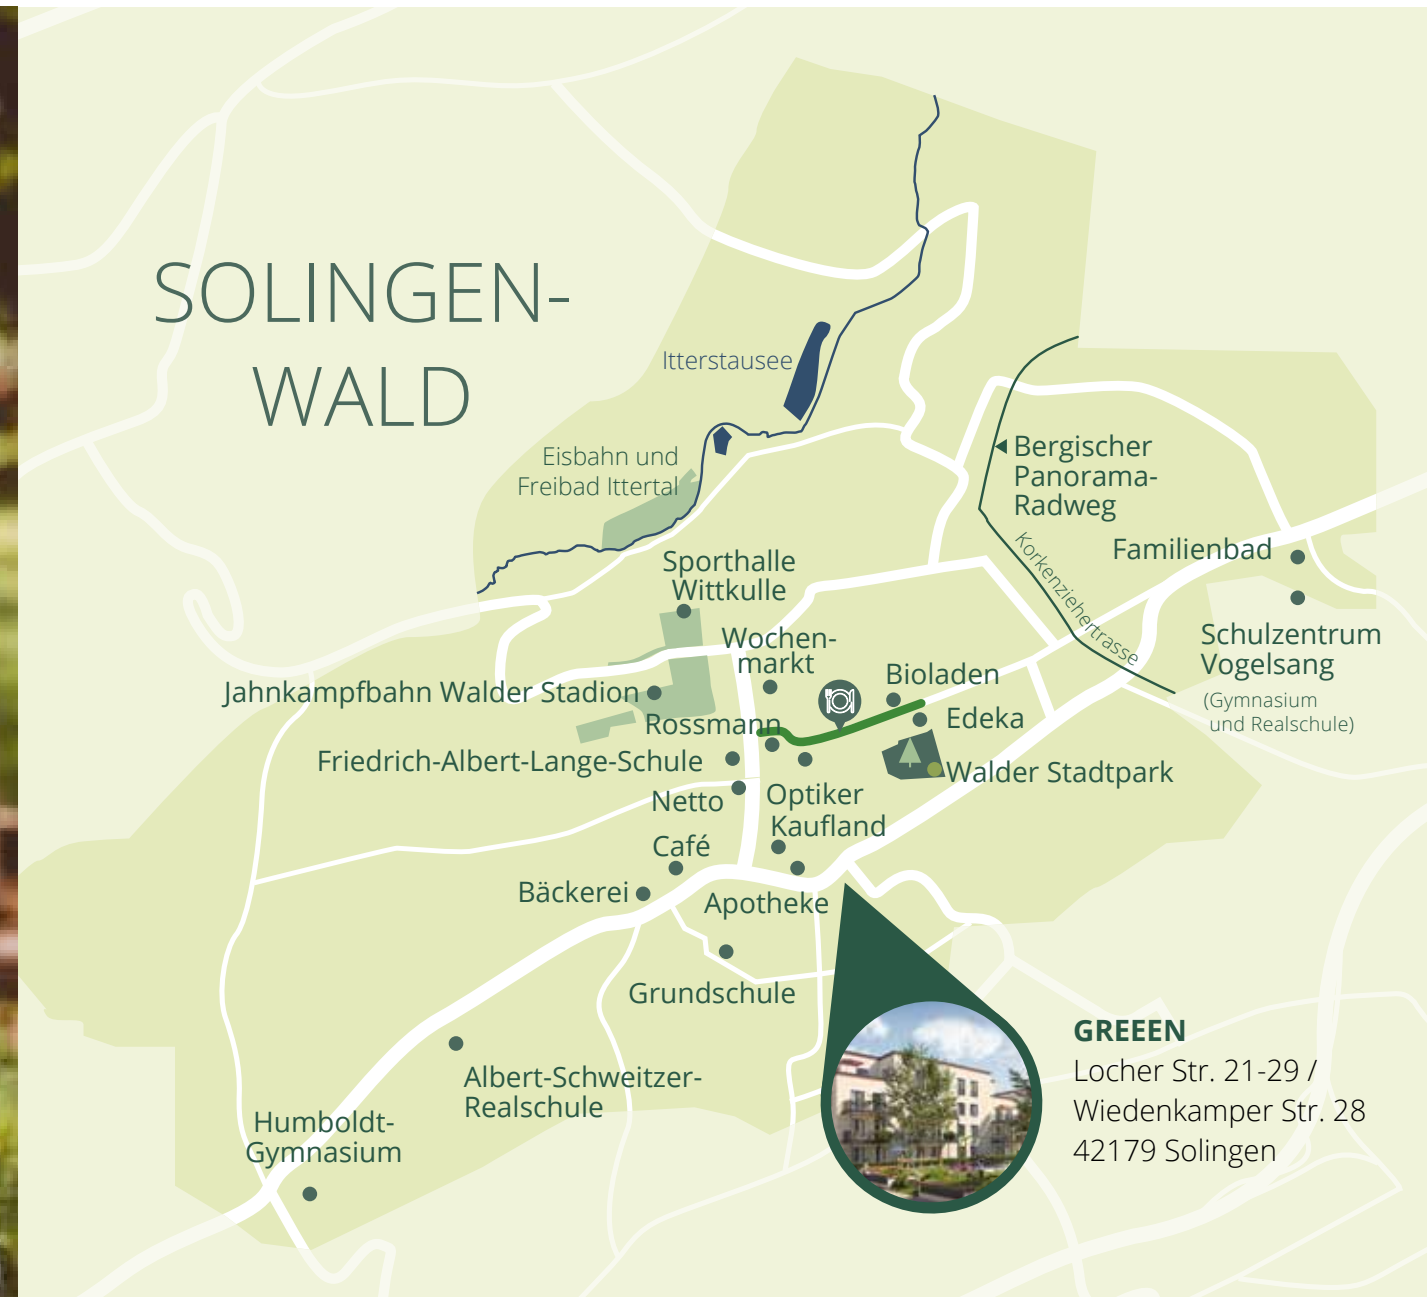 SOLINGEN-
WALD
Itterstausee
Eisbahn und
Freibad Ittertal
Bergischer
Panorama-
Radweg
Korkenziehertrasse
Familienbad
Sporthalle
Wittkulle
Wochen-
markt
Schulzentrum
Vogelsang
(Gymnasium
und Realschule)
Bioladen
Jahnkampfbahn Walder Stadion
Rossmann
Edeka
Friedrich-Albert-Lange-Schule
Walder Stadtpark
Netto
Optiker
Kaufland
Café
Bäckerei
Apotheke
Grundschule
Albert-Schweitzer-
Realschule
Humboldt-
Gymnasium
GREEEN
Locher Str. 21-29 /
Wiedenkamper Str. 28
42179 Solingen